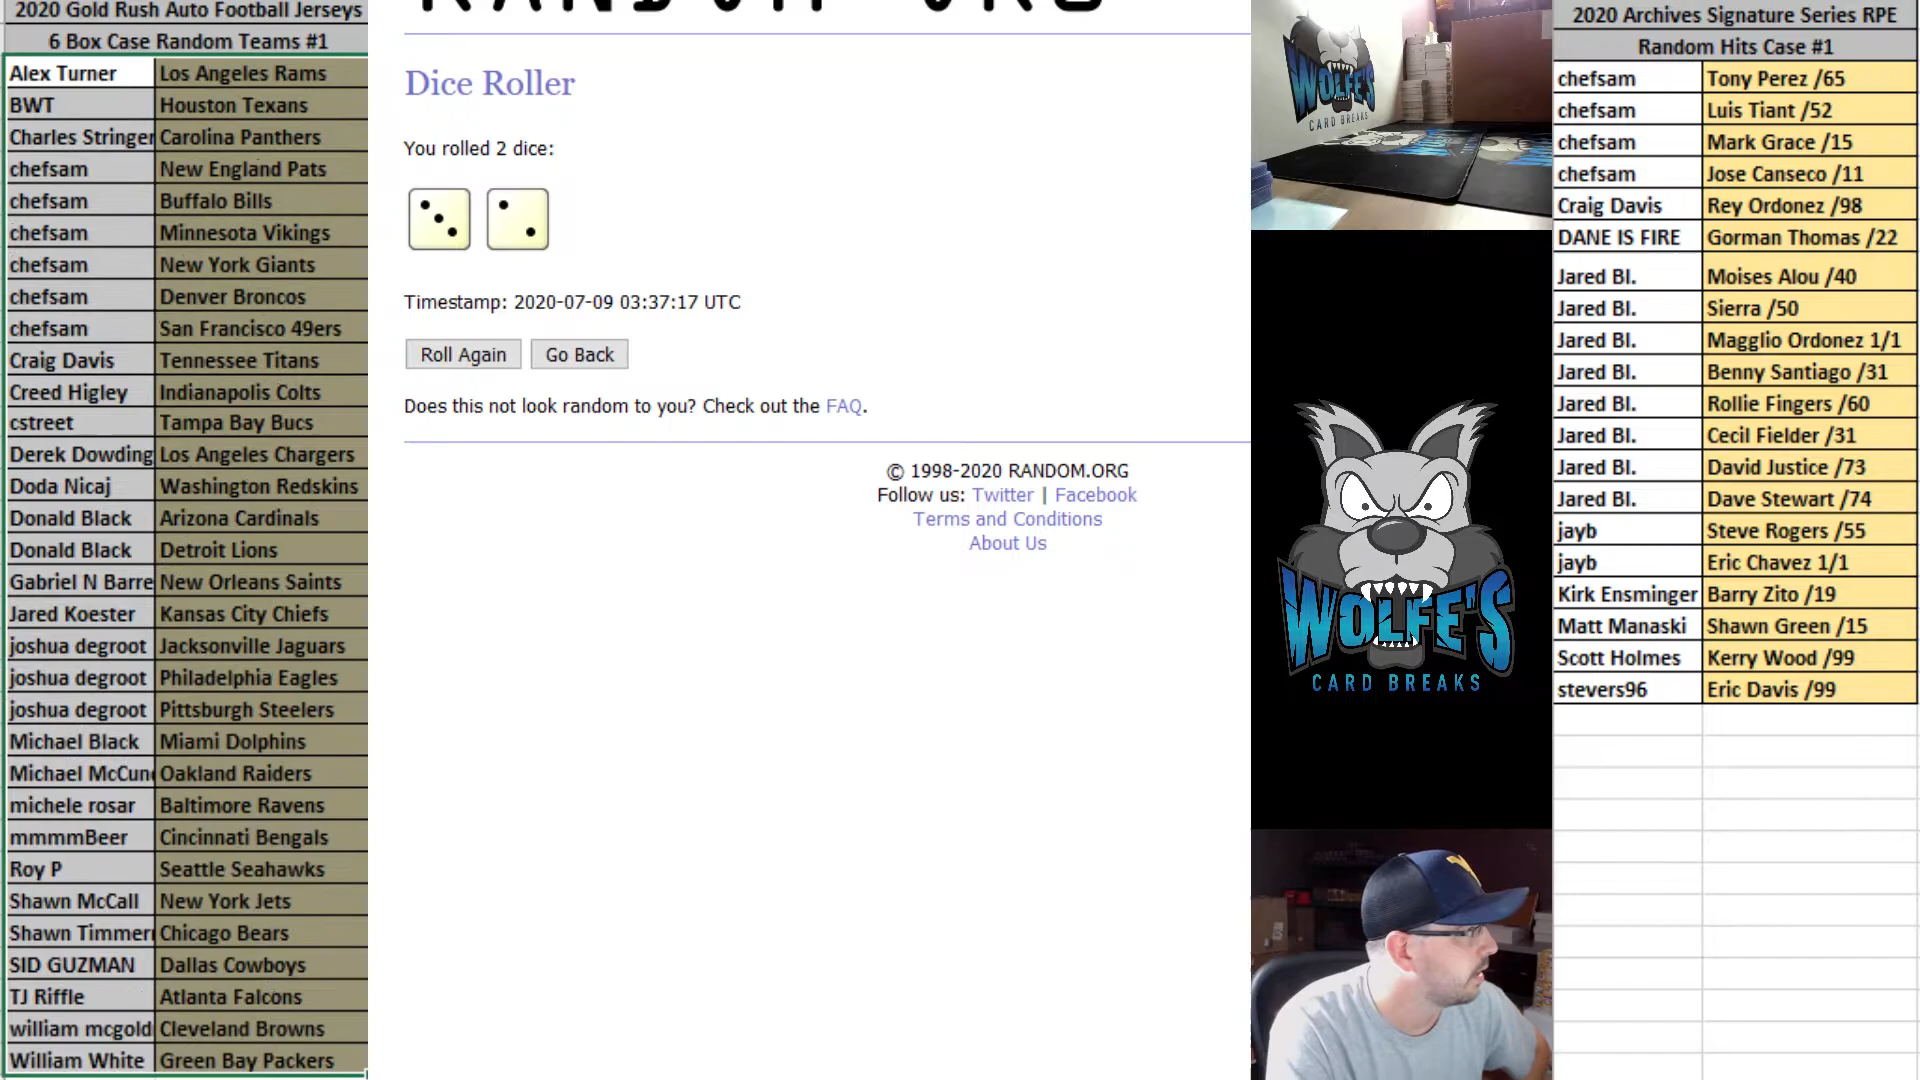 2020 Gold Rush Auto Football Jerseys
6 Box Case Random Teams #1
Alex Turner Los Angeles Rams
BWT Houston Texans
Charles Stringer Carolina Panthers
chefsam New England Pats
chefsam Buffalo Bills
chefsam Minnesota Vikings
chefsam New York Giants
chefsam Denver Broncos
chefsam San Francisco 49ers
Craig Davis Tennessee Titans
Creed Higley Indianapolis Colts
cstreet Tampa Bay Bucs
Derek Dowding Los Angeles Chargers
Doda Nicaj Washington Redskins
Donald Black Arizona Cardinals
Donald Black Detroit Lions
Gabriel N Barre New Orleans Saints
Jared Koester Kansas City Chiefs
joshua degroot Jacksonville Jaguars
joshua degroot Philadelphia Eagles
joshua degroot Pittsburgh Steelers
Michael Black Miami Dolphins
Michael McCun Oakland Raiders
michele rosar Baltimore Ravens
mmmmBeer Cincinnati Bengals
Roy P Seattle Seahawks
Shawn McCall New York Jets
Shawn Timmer Chicago Bears
SID GUZMAN Dallas Cowboys
TJ Riffle Atlanta Falcons
william mcgold Cleveland Browns
William White Green Bay Packers
RANDOM ORG
Dice Roller
You rolled 2 dice:
Timestamp: 2020-07-09 03:37:17 UTC
Roll Again Go Back
Does this not look random to you? Check out the FAQ.
© 1998-2020 RANDOM.ORG
Follow us: Twitter | Facebook
Terms and Conditions
About Us
WOLFE'S
CARD BREAKS
WOLFE'S
CARD BREAKS
2020 Archives Signature Series RPE
Random Hits Case #1
chefsam Tony Perez /65
chefsam Luis Tiant /52
chefsam Mark Grace /15
chefsam Jose Canseco /11
Craig Davis Rey Ordonez /98
DANE IS FIRE Gorman Thomas /22
Jared Bl. Moises Alou /40
Jared Bl. Sierra /50
Jared Bl. Magglio Ordonez 1/1
Jared Bl. Benny Santiago /31
Jared Bl. Rollie Fingers /60
Jared Bl. Cecil Fielder /31
Jared Bl. David Justice /73
Jared Bl. Dave Stewart /74
jayb Steve Rogers /55
jayb Eric Chavez 1/1
Kirk Ensminger Barry Zito /19
Matt Manaski Shawn Green /15
Scott Holmes Kerry Wood /99
stevers96 Eric Davis /99